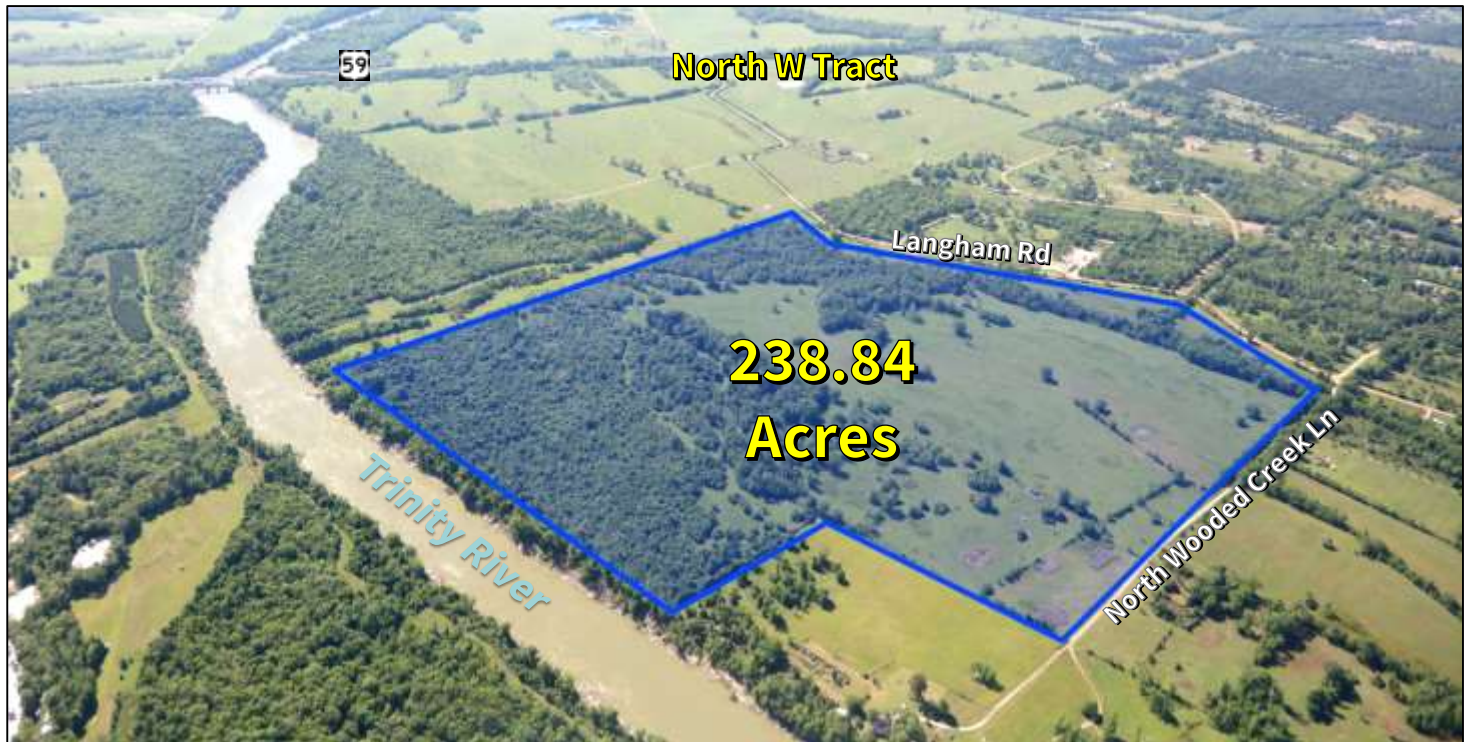 59
North W Tract
Langham Rd
238.84
Acres
North Wooded Creek Ln
Trinity River